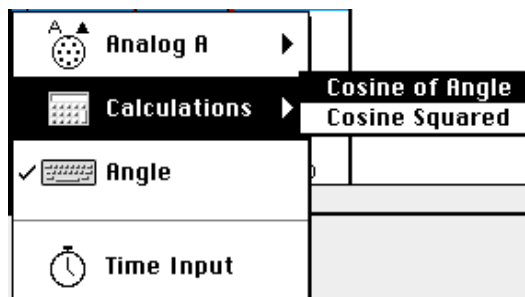 Analog A
Calculations
Cosine of Angle
Cosine Squared
Angle
Time Input